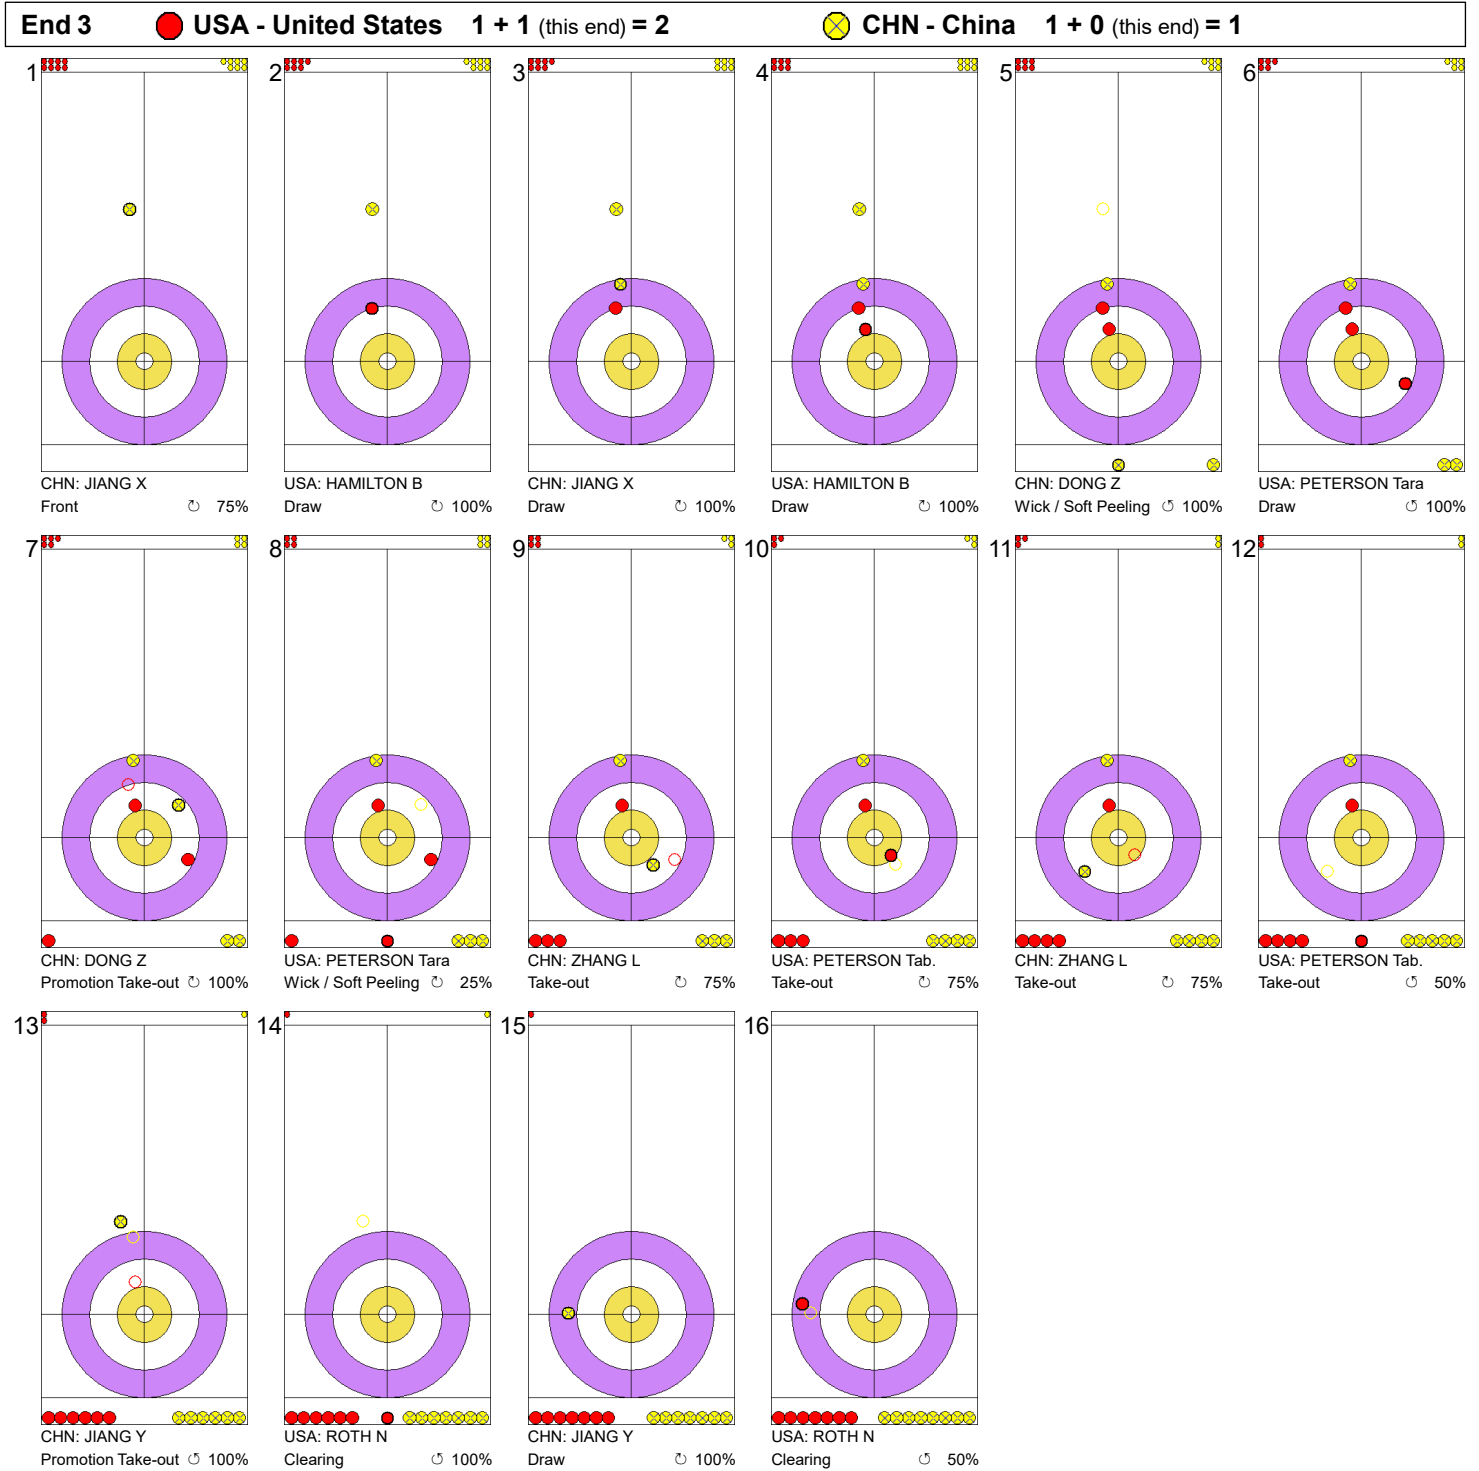 End 3 USA - United States 1 + 1 (this end) = 2 CHN - China 1 + 0 (this end) = 1
1 2 3 4 5 6
CHN: JIANG X USA: HAMILTON B CHN: JIANG X USA: HAMILTON B CHN: DONG Z USA: PETERSON Tara
Front ↻ 75% Draw ↻ 100% Draw ↻ 100% Draw ↻ 100% Wick / Soft Peeling ↺ 100% Draw ↺ 100%
7 8 9 10 11 12
CHN: DONG Z USA: PETERSON Tara CHN: ZHANG L USA: PETERSON Tab. CHN: ZHANG L USA: PETERSON Tab.
Promotion Take-out ↺ 100% Wick / Soft Peeling ↻ 25% Take-out ↻ 75% Take-out ↻ 75% Take-out ↻ 75% Take-out ↺ 50%
13 14 15 16
CHN: JIANG Y USA: ROTH N CHN: JIANG Y USA: ROTH N
Promotion Take-out ↺ 100% Clearing ↻ 100% Draw ↺ 100% Clearing ↻ 50%